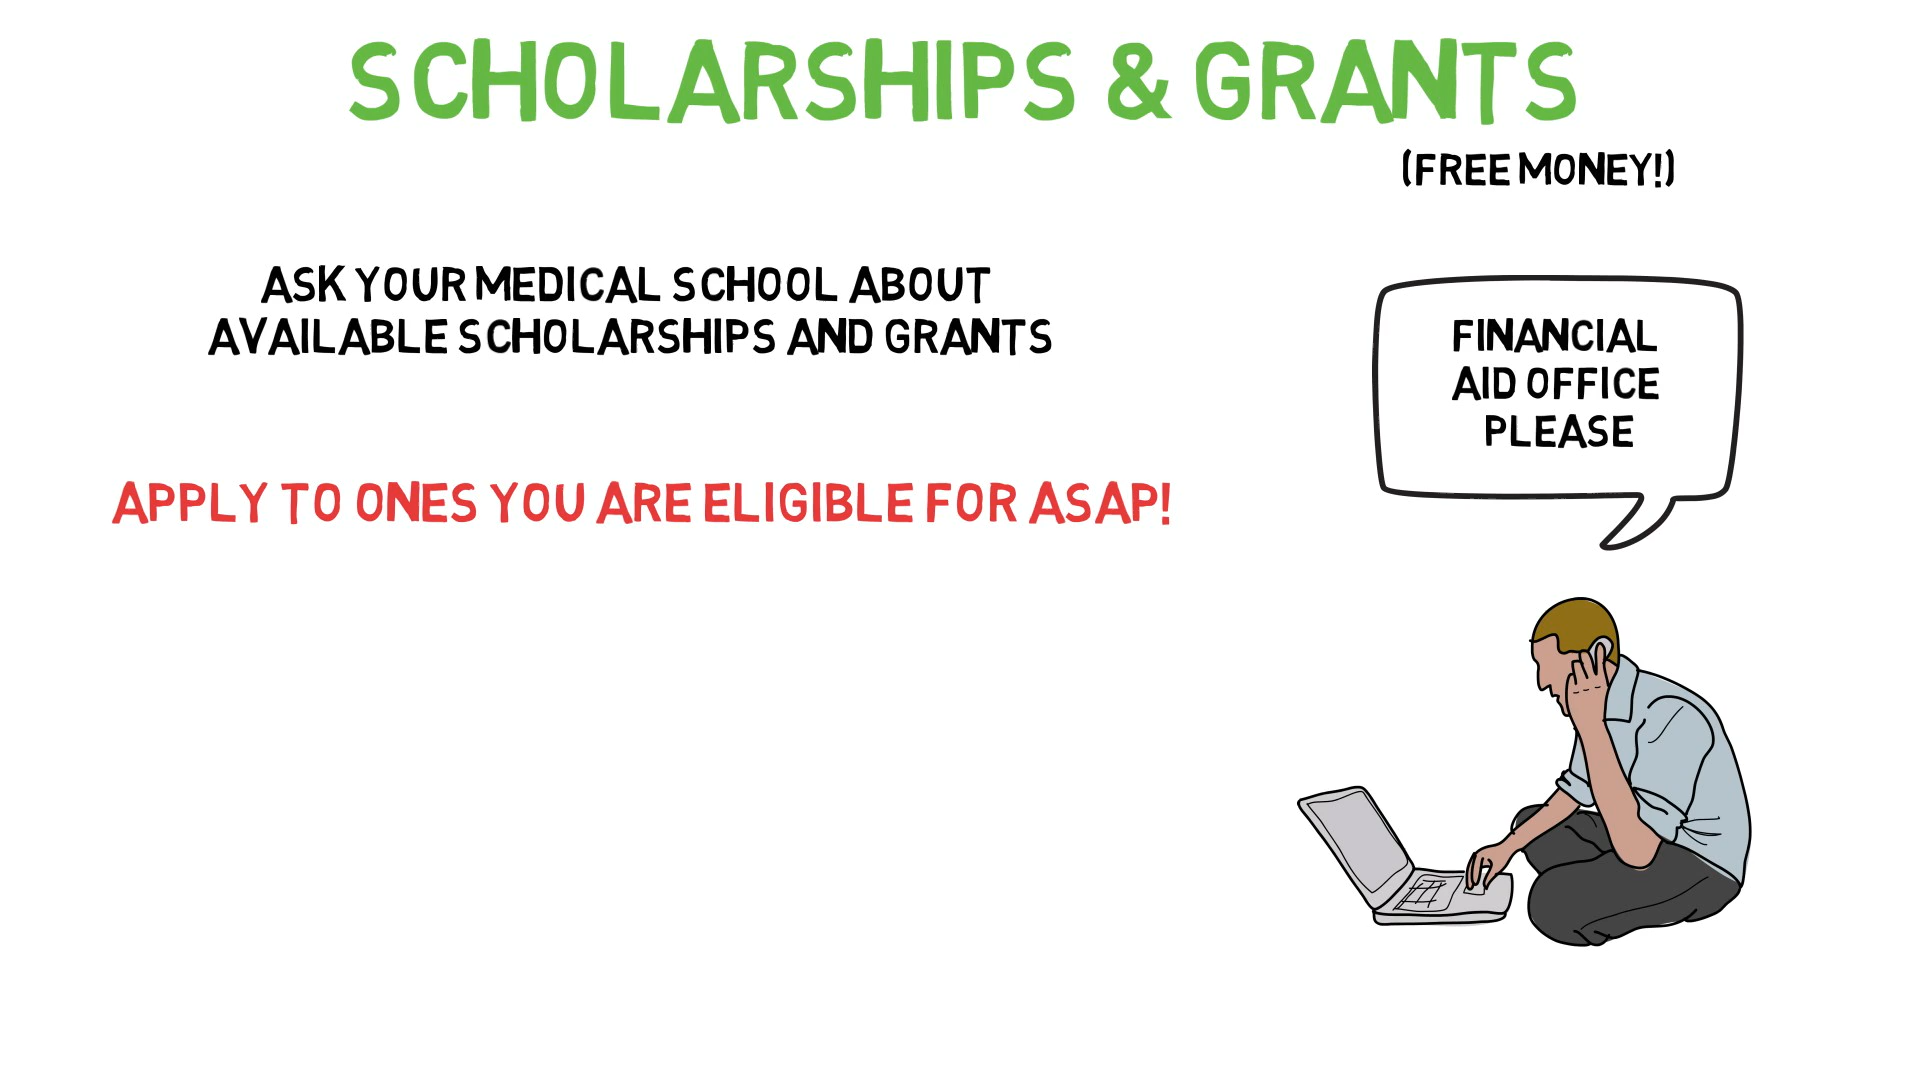 SCHOLARSHIPS & GRANTS
(FREE MONEY!)
ASK YOUR MEDICAL SCHOOL ABOUT
AVAILABLE SCHOLARSHIPS AND GRANTS
APPLY TO ONES YOU ARE ELIGIBLE FOR ASAP!
FINANCIAL
AID OFFICE
PLEASE